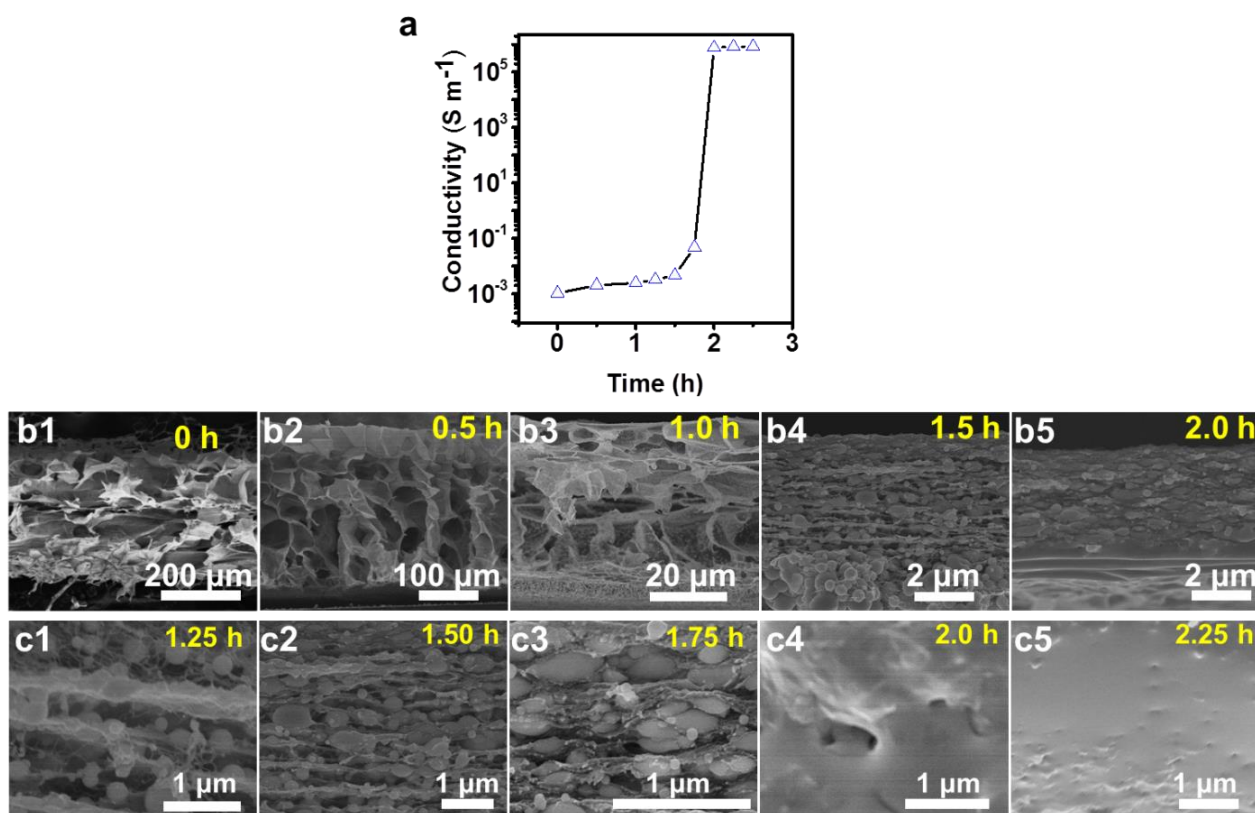 a
Conductivity (S m⁻¹)
10⁵
10³
10¹
10⁻¹
10⁻³
0 1 2 3
Time (h)
b1 0 h b2 0.5 h b3 1.0 h b4 1.5 h b5 2.0 h
200 µm 100 µm 20 µm 2 µm 2 µm
c1 1.25 h c2 1.50 h c3 1.75 h c4 2.0 h c5 2.25 h
1 µm 1 µm 1 µm 1 µm 1 µm